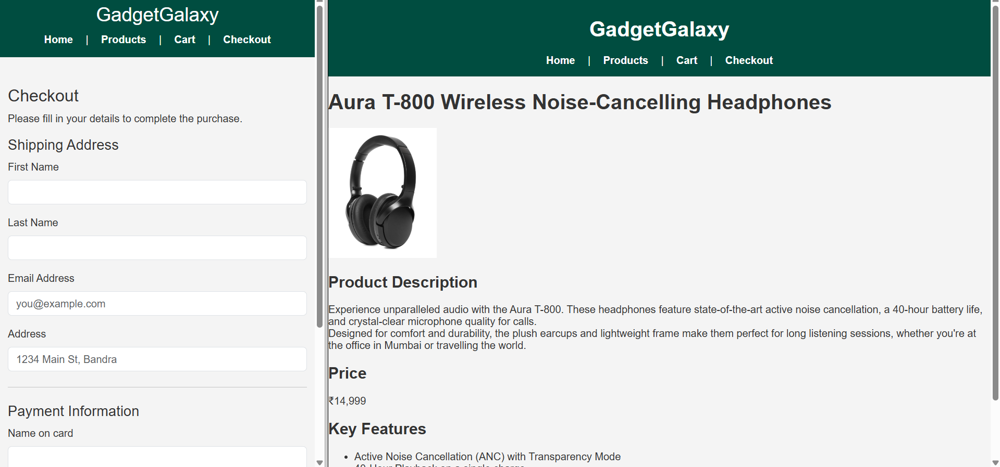 GadgetGalaxy
Home | Products | Cart | Checkout
Checkout
Please fill in your details to complete the purchase.
Shipping Address
First Name
Last Name
Email Address
you@example.com
Address
1234 Main St, Bandra
Payment Information
Name on card
GadgetGalaxy
Home | Products | Cart | Checkout
Aura T-800 Wireless Noise-Cancelling Headphones
Product Description
Experience unparalleled audio with the Aura T-800. These headphones feature state-of-the-art active noise cancellation, a 40-hour battery life,
and crystal-clear microphone quality for calls.
Designed for comfort and durability, the plush earcups and lightweight frame make them perfect for long listening sessions, whether you're at
the office in Mumbai or travelling the world.
Price
₹14,999
Key Features
• Active Noise Cancellation (ANC) with Transparency Mode
40-Hour Playback on a single charge